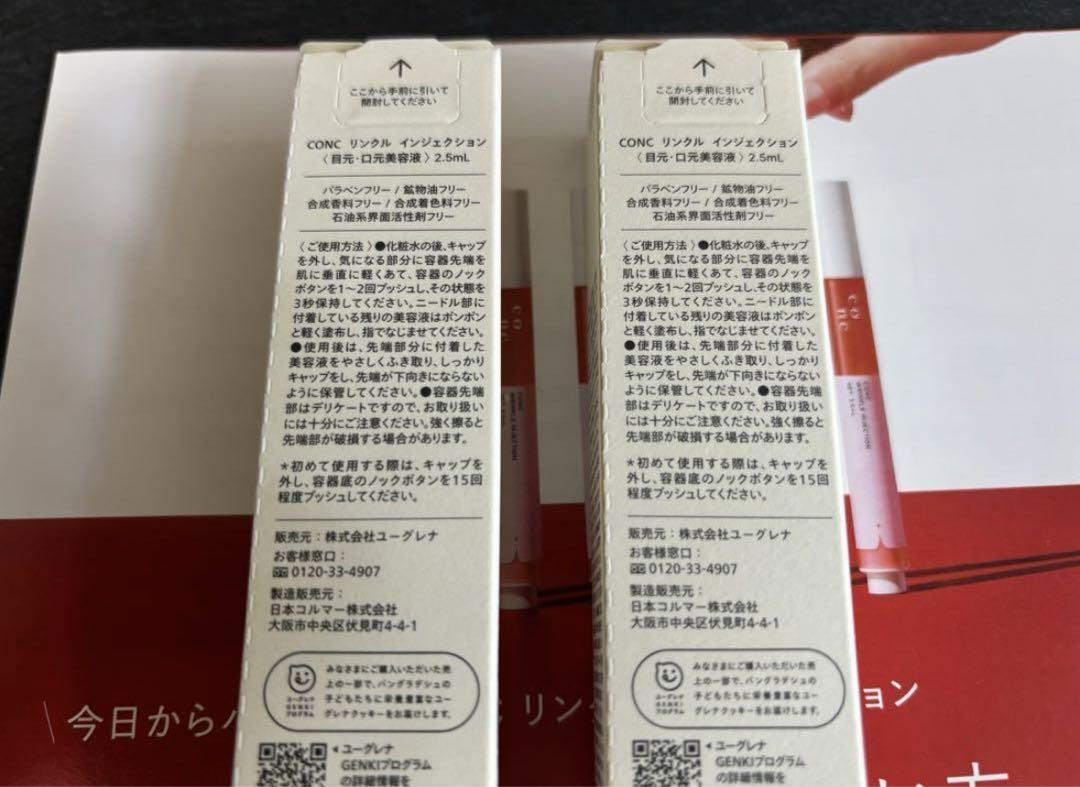 ↑
ここから手前に引いて
開封してください
CONC リンクル インジェクション
〈目元・口元美容液〉2.5mL
パラベンフリー / 鉱物油フリー
合成香料フリー / 合成着色料フリー
石油系界面活性剤フリー
〈ご使用方法〉●化粧水の後、キャップ
を外し、気になる部分に容器先端を
肌に垂直に軽くあて、容器のノック
ボタンを1〜2回プッシュし、その状態を
3秒保持してください。ニードル部に
付着している残りの美容液はポンポン
と軽く塗布し、指でなじませてください。
●使用後は、先端部分に付着した
美容液をやさしくふき取り、しっかり
キャップをし、先端が下向きにならない
ように保管してください。●容器先端
部はデリケートですので、お取り扱い
には十分にご注意ください。強く擦ると
先端部が破損する場合があります。
*初めて使用する際は、キャップを
外し、容器底のノックボタンを15回
程度プッシュしてください。
販売元：株式会社ユーグレナ
お客様窓口：
0120-33-4907
製造販売元：
日本コルマー株式会社
大阪市中央区伏見町4-4-1
みなさまにご購入いただいた売
上の一部で、バングラデシュの
子どもたちに栄養豊富なユー
グレナクッキーをお届けします。
ユーグレナ
GENKI
プログラム
◀ ユーグレナ
GENKIプログラム
の詳細情報を
↑
ここから手前に引いて
開封してください
CONC リンクル インジェクション
〈目元・口元美容液〉2.5mL
パラベンフリー / 鉱物油フリー
合成香料フリー / 合成着色料フリー
石油系界面活性剤フリー
〈ご使用方法〉●化粧水の後、キャップ
を外し、気になる部分に容器先端を
肌に垂直に軽くあて、容器のノック
ボタンを1〜2回プッシュし、その状態を
3秒保持してください。ニードル部に
付着している残りの美容液はポンポン
と軽く塗布し、指でなじませてください。
●使用後は、先端部分に付着した
美容液をやさしくふき取り、しっかり
キャップをし、先端が下向きにならない
ように保管してください。●容器先端
部はデリケートですので、お取り扱い
には十分にご注意ください。強く擦ると
先端部が破損する場合があります。
*初めて使用する際は、キャップを
外し、容器底のノックボタンを15回
程度プッシュしてください。
販売元：株式会社ユーグレナ
お客様窓口：
0120-33-4907
製造販売元：
日本コルマー株式会社
大阪市中央区伏見町4-4-1
みなさまにご購入いただいた売
上の一部で、バングラデシュの
子どもたちに栄養豊富なユー
グレナクッキーをお届けします。
ユーグレナ
GENKI
プログラム
◀ ユーグレナ
GENKIプログラム
の詳細情報を
co
nc
CONC
WRINKLE INJECTION
\ 今日から
リン
ョン